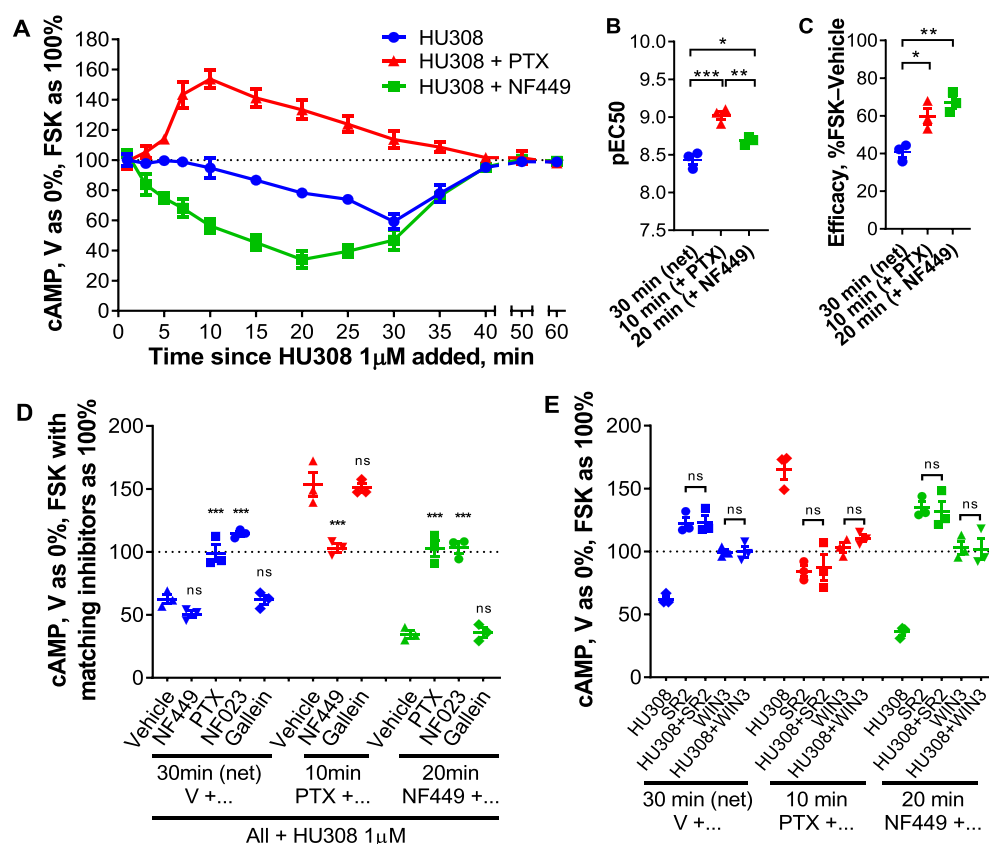 A
cAMP, V as 0%, FSK as 100%
180
160
140
120
100
80
60
40
20
0
0 5 10 15 20 25 30 35 40 50 60
Time since HU308 1μM added, min
HU308
HU308 + PTX
HU308 + NF449
B
pEC50
10.0
9.5
9.0
8.5
8.0
7.5
*
*** **
30 min (net)
10 min (+ PTX)
20 min (+ NF449)
C
Efficacy, %FSK–Vehicle
100
80
60
40
20
0
**
*
30 min (net)
10 min (+ PTX)
20 min (+ NF449)
D
cAMP, V as 0%, FSK with
matching inhibitors as 100%
200
150
100
50
0
ns *** *** ns
*** ns
*** *** ns
Vehicle NF449 PTX NF023 Gallein
Vehicle NF449 Gallein
Vehicle PTX NF023 Gallein
30min (net)
V +...
10min
PTX +...
20min
NF449 +...
All + HU308 1μM
E
cAMP, V as 0%, FSK as 100%
200
150
100
50
0
ns ns
ns ns
ns ns
HU308 SR2 HU308+SR2 WIN3 HU308+WIN3
HU308 SR2 HU308+SR2 WIN3 HU308+WIN3
HU308 SR2 HU308+SR2 WIN3 HU308+WIN3
30 min (net)
V +...
10 min
PTX +...
20 min
NF449 +...